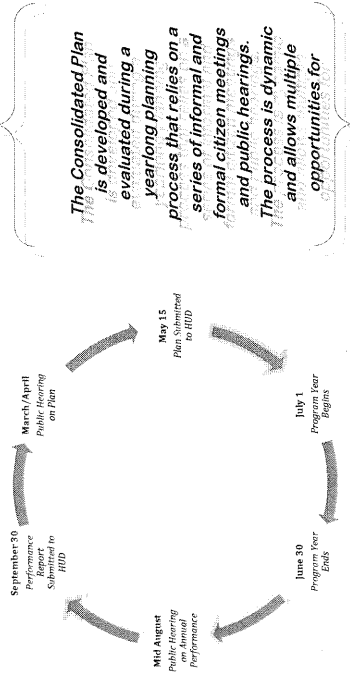 September 30
Performance
Report
Submitted to
HUD
March/April
Public Hearing
on Plan
May 15
Plan Submitted
to HUD
July 1
Program Year
Begins
June 30
Program Year
Ends
Mid August
Public Hearing
on Annual
Performance
The Consolidated Plan
is developed and
evaluated during a
yearlong planning
process that relies on a
series of informal and
formal citizen meetings
and public hearings.
The process is dynamic
and allows multiple
opportunities for